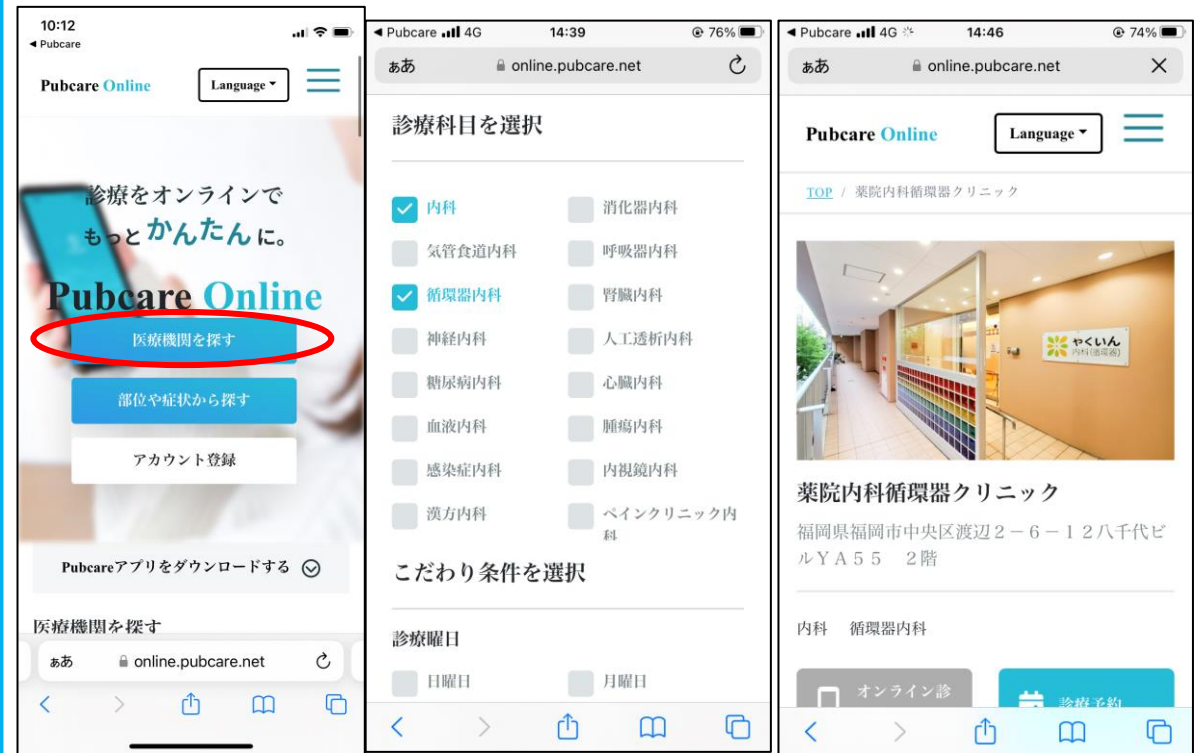 10:12
◀ Pubcare
Pubcare Online
Language
診療をオンラインで
もっとかんたんに。
Pubcare Online
医療機関を探す
部位や症状から探す
アカウント登録
Pubcareアプリをダウンロードする
医療機関を探す
ぁあ online.pubcare.net
◀ Pubcare 4G 14:39 76%
ぁあ online.pubcare.net
診療科目を選択
内科 消化器内科
気管食道内科 呼吸器内科
循環器内科 腎臓内科
神経内科 人工透析内科
糖尿病内科 心臓内科
血液内科 腫瘍内科
感染症内科 内視鏡内科
漢方内科 ペインクリニック内
科
こだわり条件を選択
診療曜日
日曜日 月曜日
◀ Pubcare 4G 14:46 74%
ぁあ online.pubcare.net
Pubcare Online
Language
TOP / 薬院内科循環器クリニック
やくいん
内科(循環器)
薬院内科循環器クリニック
福岡県福岡市中央区渡辺2-6-12八千代ビ
ルYA55 2階
内科 循環器内科
オンライン診
診療予約